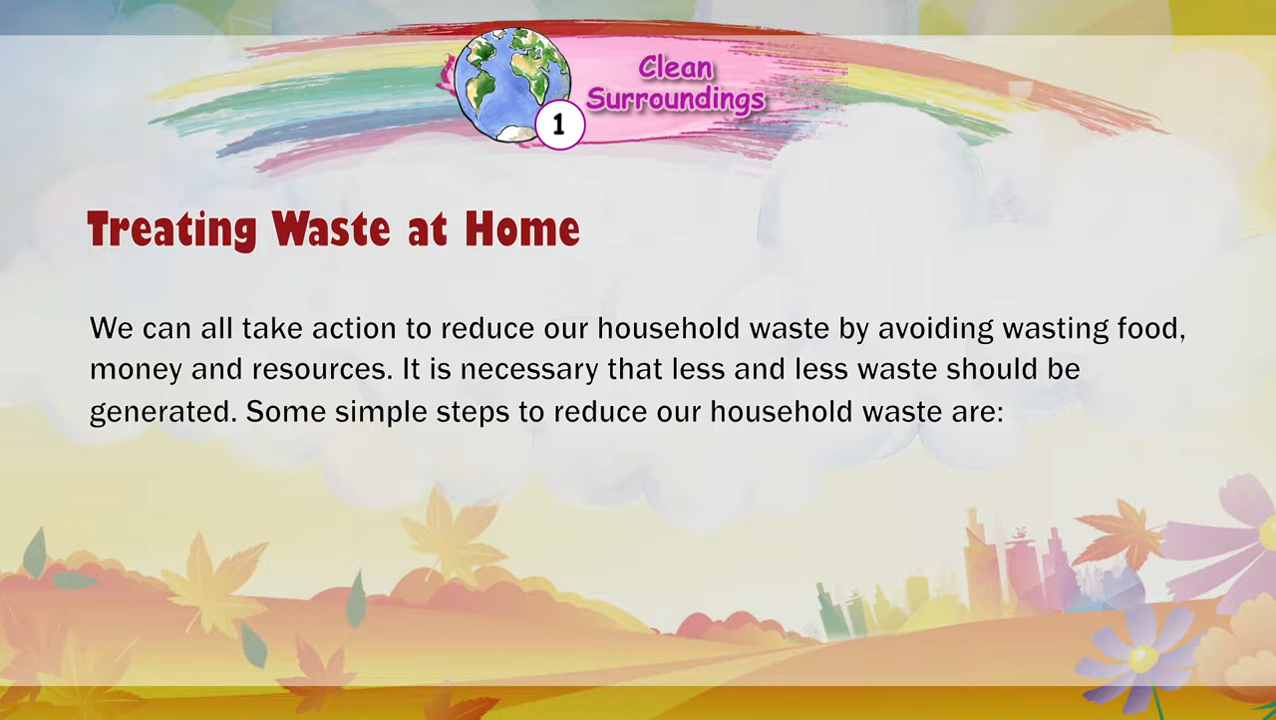 Clean
Surroundings
1
Treating Waste at Home
We can all take action to reduce our household waste by avoiding wasting food,
money and resources. It is necessary that less and less waste should be
generated. Some simple steps to reduce our household waste are: